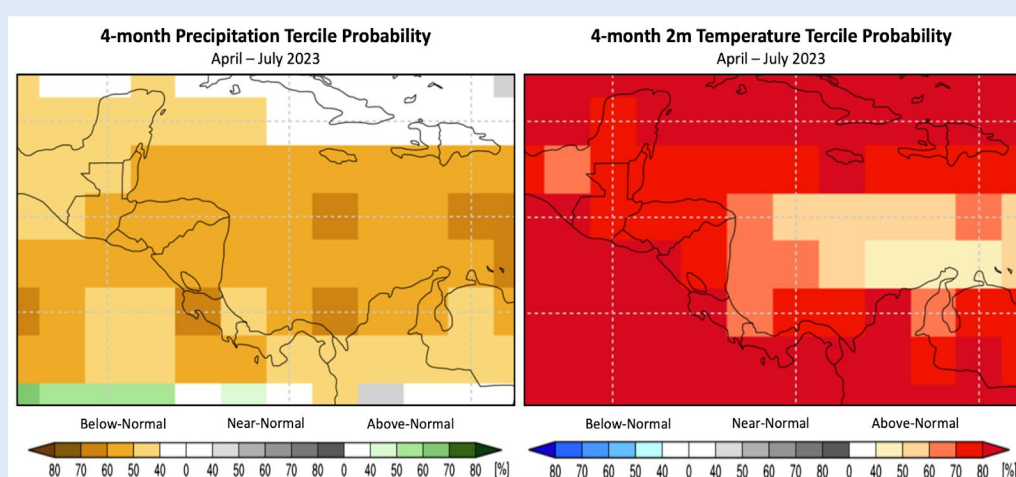 4-month Precipitation Tercile Probability
April – July 2023
Below-Normal Near-Normal Above-Normal
80 70 60 50 40 0 40 50 60 70 80 0 40 50 60 70 80 [%]
4-month 2m Temperature Tercile Probability
April – July 2023
Below-Normal Near-Normal Above-Normal
80 70 60 50 40 0 40 50 60 70 80 0 40 50 60 70 80 [%]